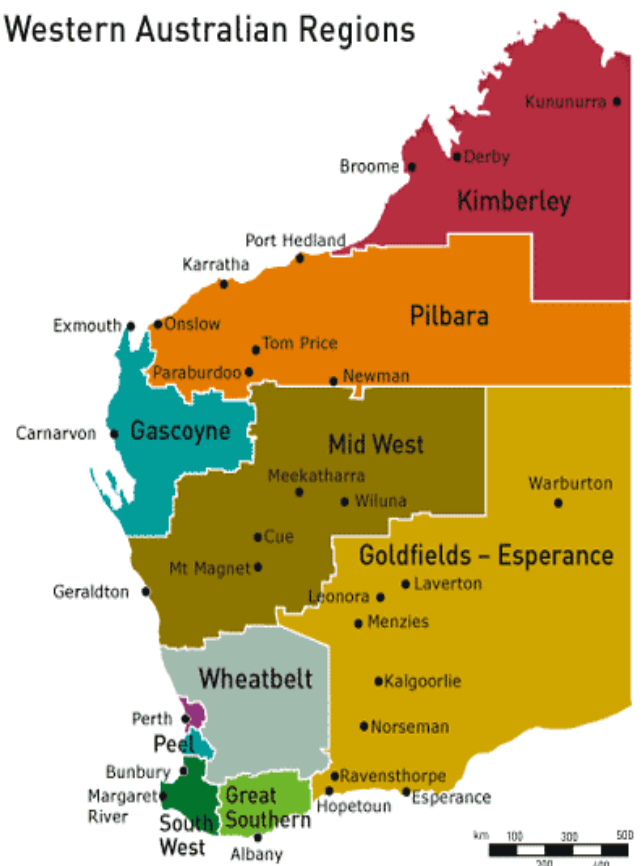 Western Australian Regions
Kununurra
Derby
Broome
Kimberley
Port Hedland
Karratha
Pilbara
Exmouth
Onslow
Tom Price
Paraburdoo
Newman
Carnarvon
Gascoyne
Mid West
Meekatharra
Warburton
Wiluna
Cue
Goldfields – Esperance
Mt Magnet
Laverton
Geraldton
Leonora
Menzies
Wheatbelt
Kalgoorlie
Perth
Norseman
Peel
Bunbury
Ravensthorpe
Margaret
River
Great
Southern
Hopetoun
Esperance
South
West
Albany
km 100 300 500
200 400